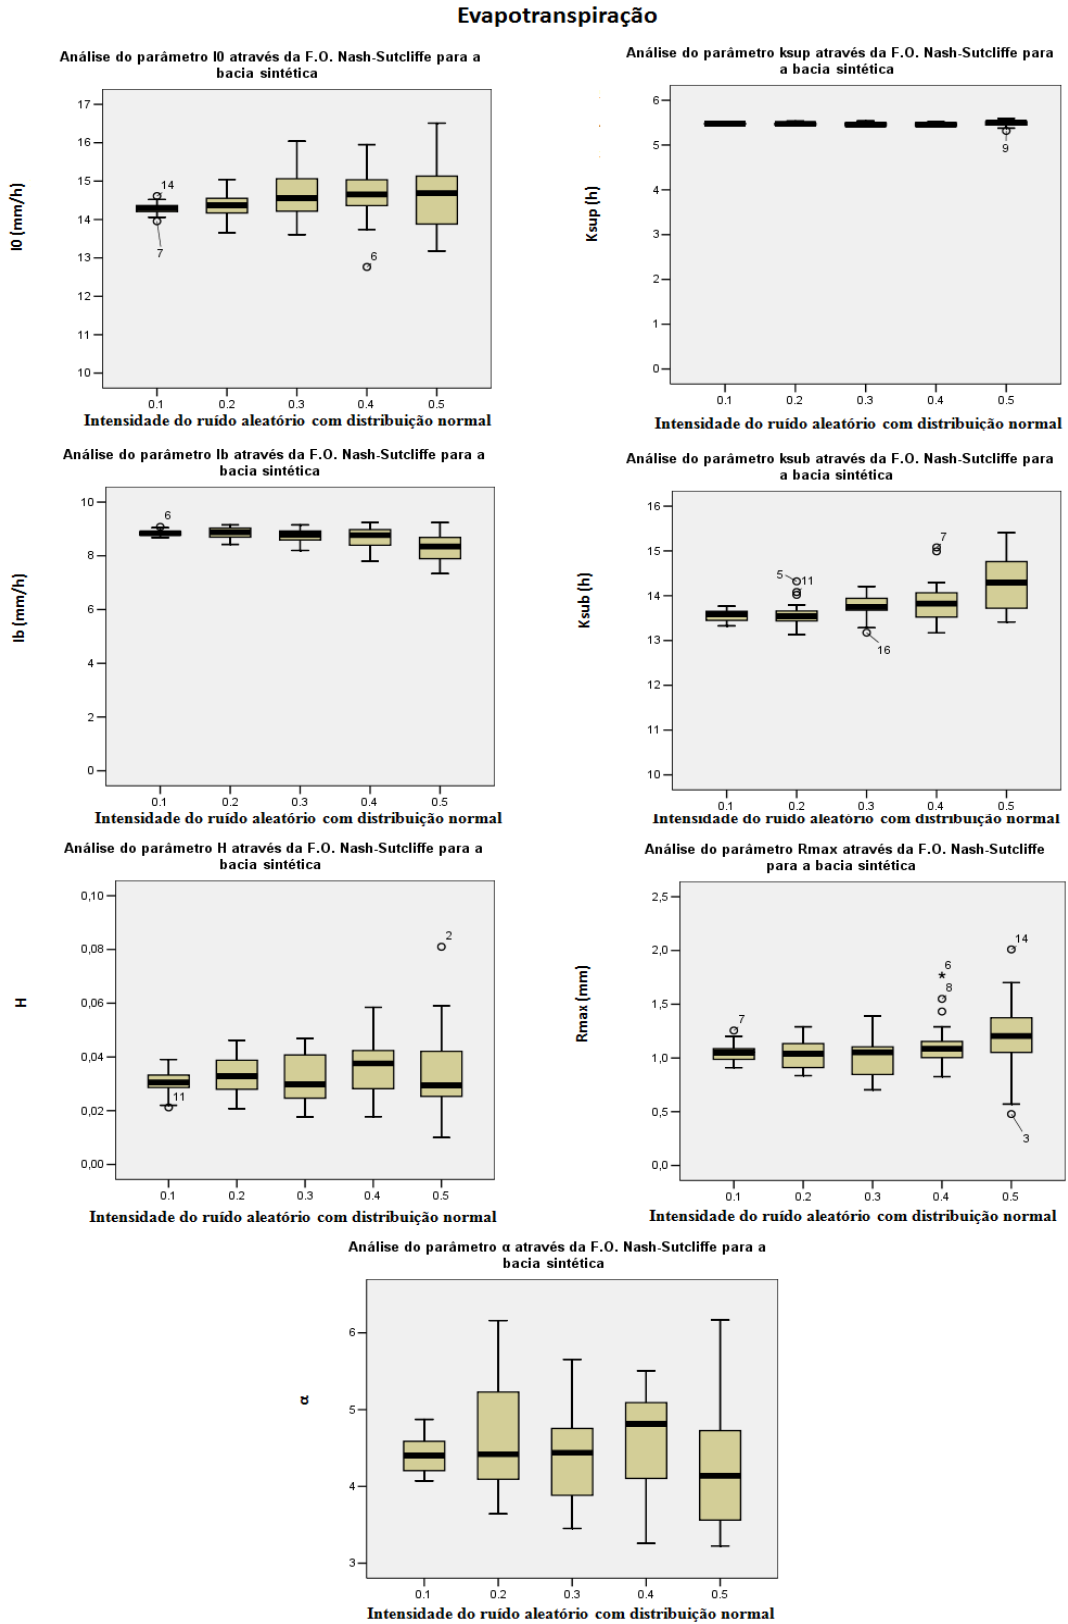 Evapotranspiração
Análise do parâmetro I0 através da F.O. Nash-Sutcliffe para a
bacia sintética
I0 (mm/h)
17
16
15
14
13
12
11
10
14
7
6
0.1 0.2 0.3 0.4 0.5
Intensidade do ruído aleatório com distribuição normal
Análise do parâmetro ksup através da F.O. Nash-Sutcliffe para
a bacia sintética
Ksup (h)
6
5
4
3
2
1
0
9
0.1 0.2 0.3 0.4 0.5
Intensidade do ruído aleatório com distribuição normal
Análise do parâmetro Ib através da F.O. Nash-Sutcliffe para a
bacia sintética
Ib (mm/h)
10
8
6
4
2
0
6
0.1 0.2 0.3 0.4 0.5
Intensidade do ruído aleatório com distribuição normal
Análise do parâmetro ksub através da F.O. Nash-Sutcliffe para
a bacia sintética
Ksub (h)
16
15
14
13
12
11
10
5
11
16
7
0.1 0.2 0.3 0.4 0.5
Intensidade do ruído aleatório com distribuição normal
Análise do parâmetro H através da F.O. Nash-Sutcliffe para a
bacia sintética
H
0,10
0,08
0,06
0,04
0,02
0,00
11
2
0.1 0.2 0.3 0.4 0.5
Intensidade do ruído aleatório com distribuição normal
Análise do parâmetro Rmax através da F.O. Nash-Sutcliffe
para a bacia sintética
Rmax (mm)
2,5
2,0
1,5
1,0
0,5
0,0
7
6
8
14
3
0.1 0.2 0.3 0.4 0.5
Intensidade do ruído aleatório com distribuição normal
Análise do parâmetro α através da F.O. Nash-Sutcliffe para a
bacia sintética
α
6
5
4
3
0.1 0.2 0.3 0.4 0.5
Intensidade do ruído aleatório com distribuição normal